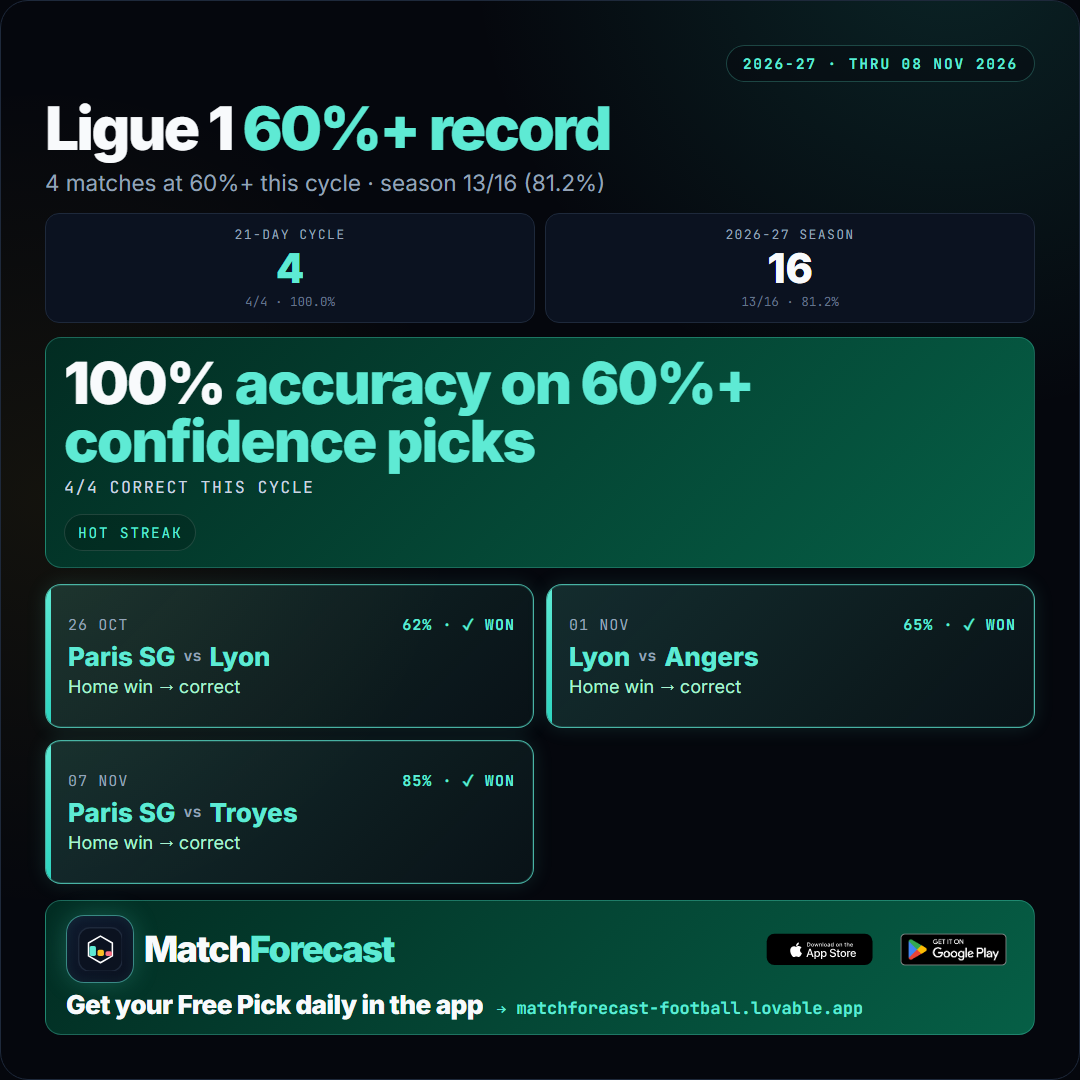 2026-27 · THRU 08 NOV 2026
Ligue 1 60%+ record
4 matches at 60%+ this cycle · season 13/16 (81.2%)
21-DAY CYCLE
4
4/4 · 100.0%
2026-27 SEASON
16
13/16 · 81.2%
100% accuracy on 60%+
confidence picks
4/4 CORRECT THIS CYCLE
HOT STREAK
26 OCT
62% · ✓ WON
Paris SG vs Lyon
Home win → correct
01 NOV
65% · ✓ WON
Lyon vs Angers
Home win → correct
07 NOV
85% · ✓ WON
Paris SG vs Troyes
Home win → correct
MatchForecast
Download on the
App Store
GET IT ON
Google Play
Get your Free Pick daily in the app → matchforecast-football.lovable.app